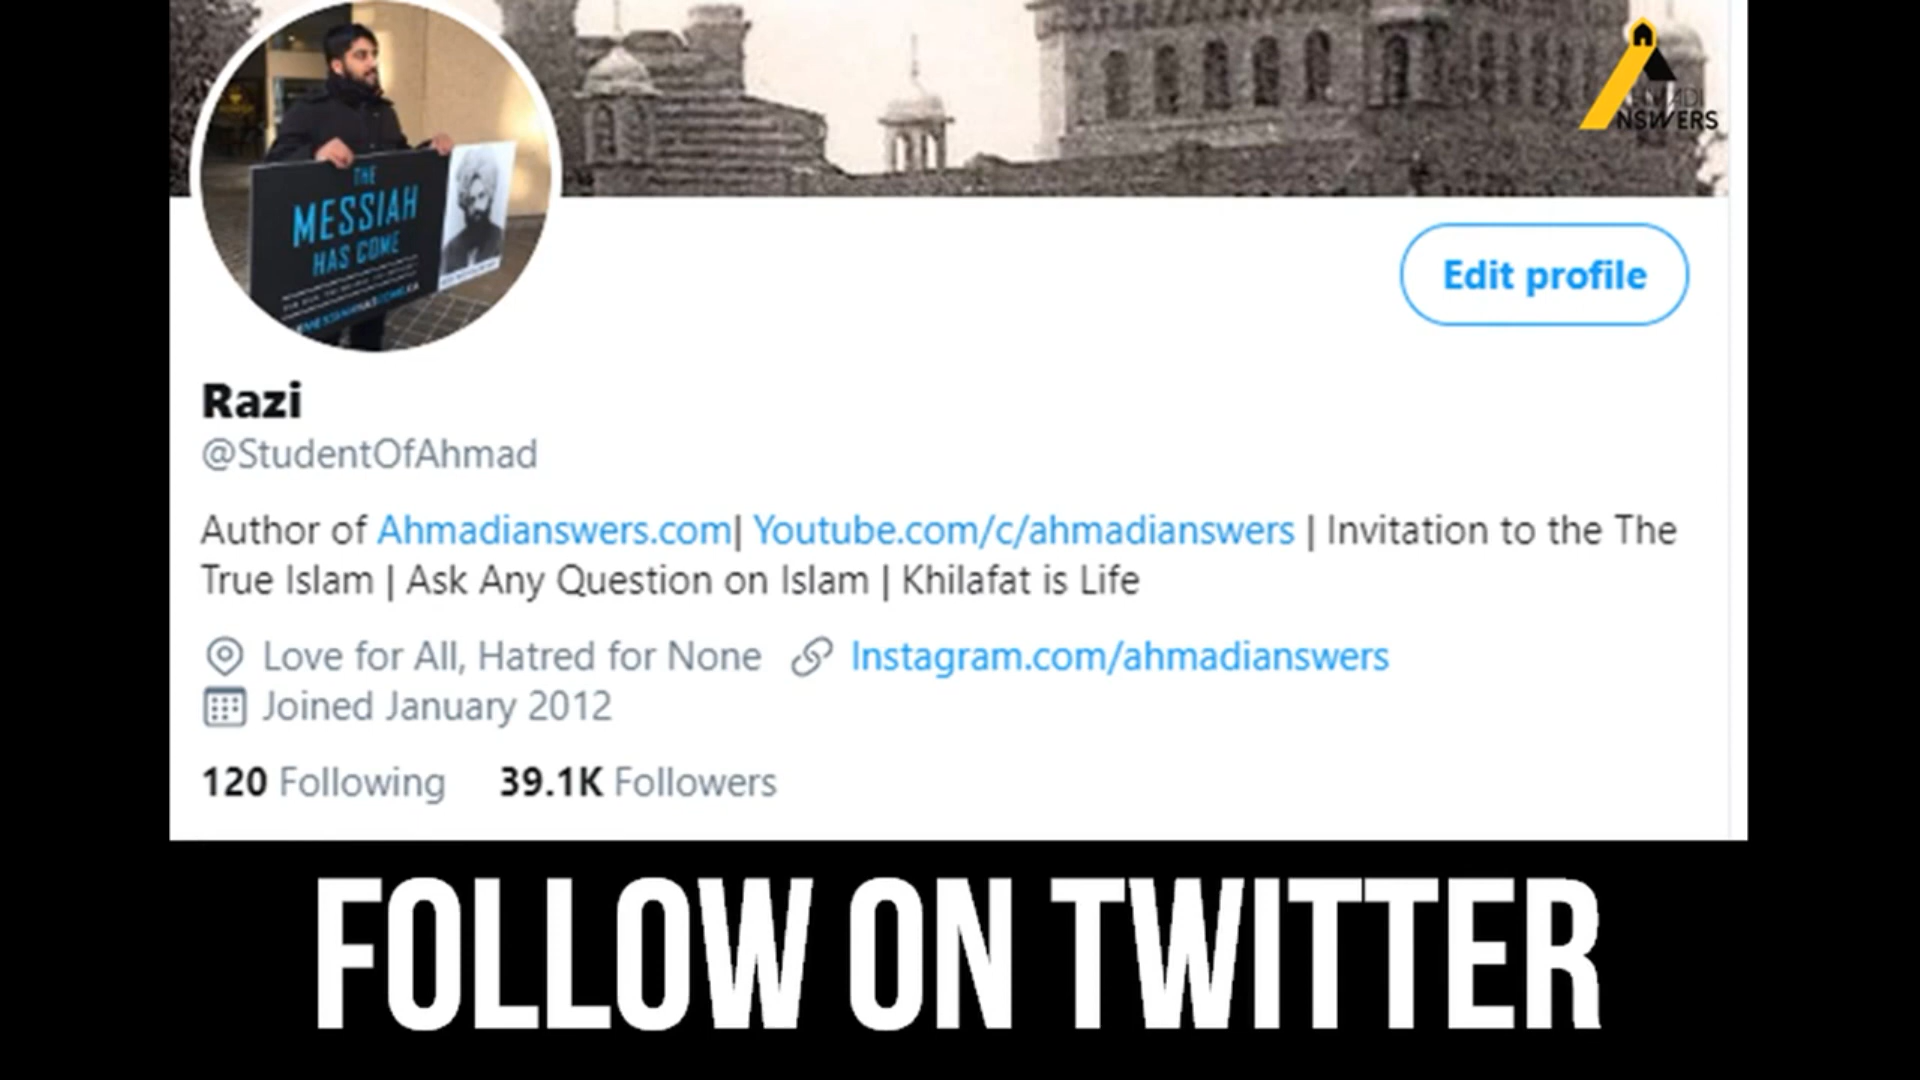 THE
MESSIAH
HAS COME
NSWERS
Edit profile
Razi
@StudentOfAhmad
Author of Ahmadianswers.com| Youtube.com/c/ahmadianswers | Invitation to the The
True Islam | Ask Any Question on Islam | Khilafat is Life
Love for All, Hatred for None Instagram.com/ahmadianswers
Joined January 2012
120 Following 39.1K Followers
FOLLOW ON TWITTER